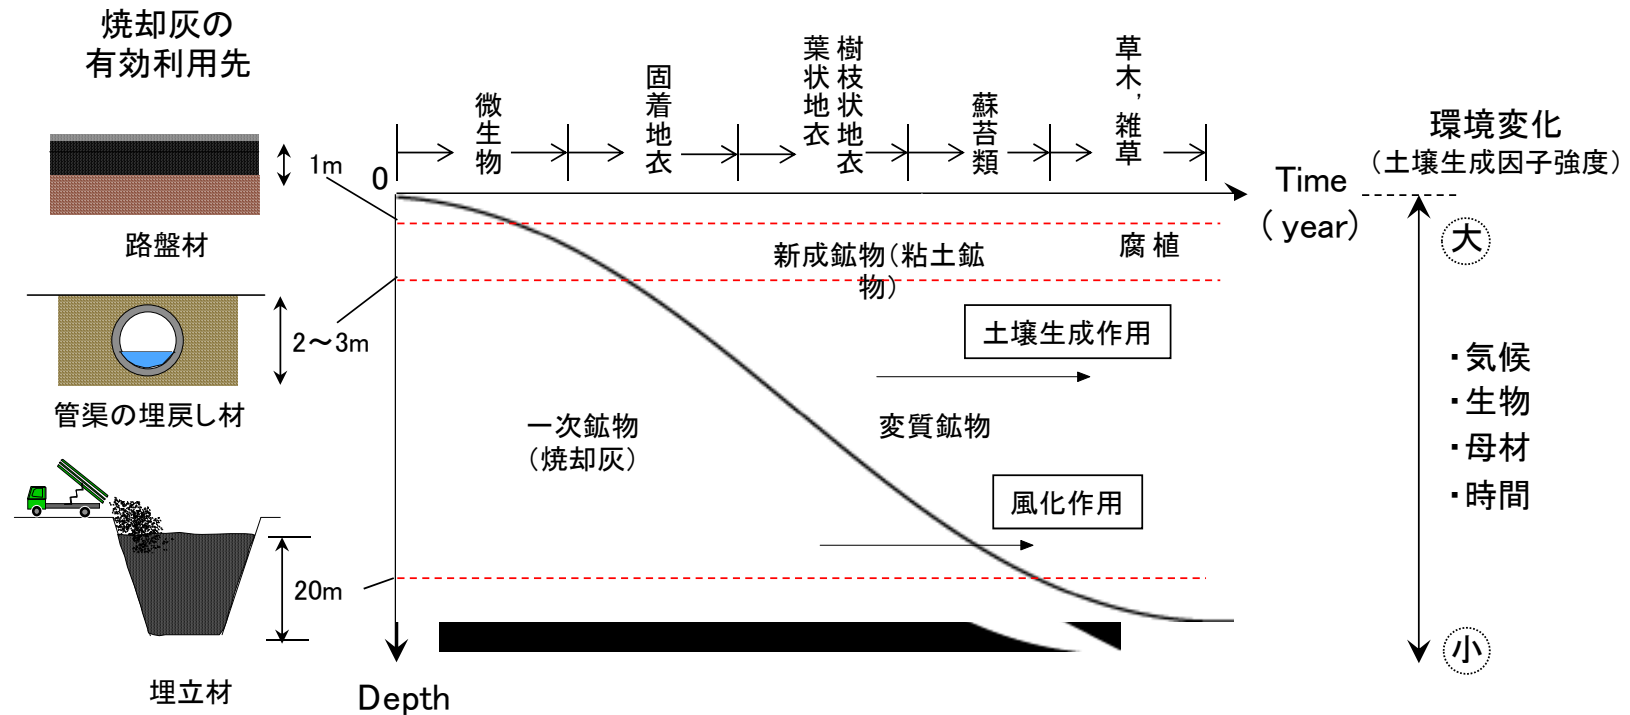 焼却灰の
有効利用先
路盤材
1m
管渠の埋戻し材
2～3m
埋立材
20m
微生物
固着地衣
葉状地衣
樹枝状地衣
蘚苔類
草木，雑草
0
Time
(year)
Depth
新成鉱物(粘土鉱
物)
腐植
土壌生成作用
一次鉱物
(焼却灰)
変質鉱物
風化作用
環境変化
(土壌生成因子強度)
大
・気候
・生物
・母材
・時間
小